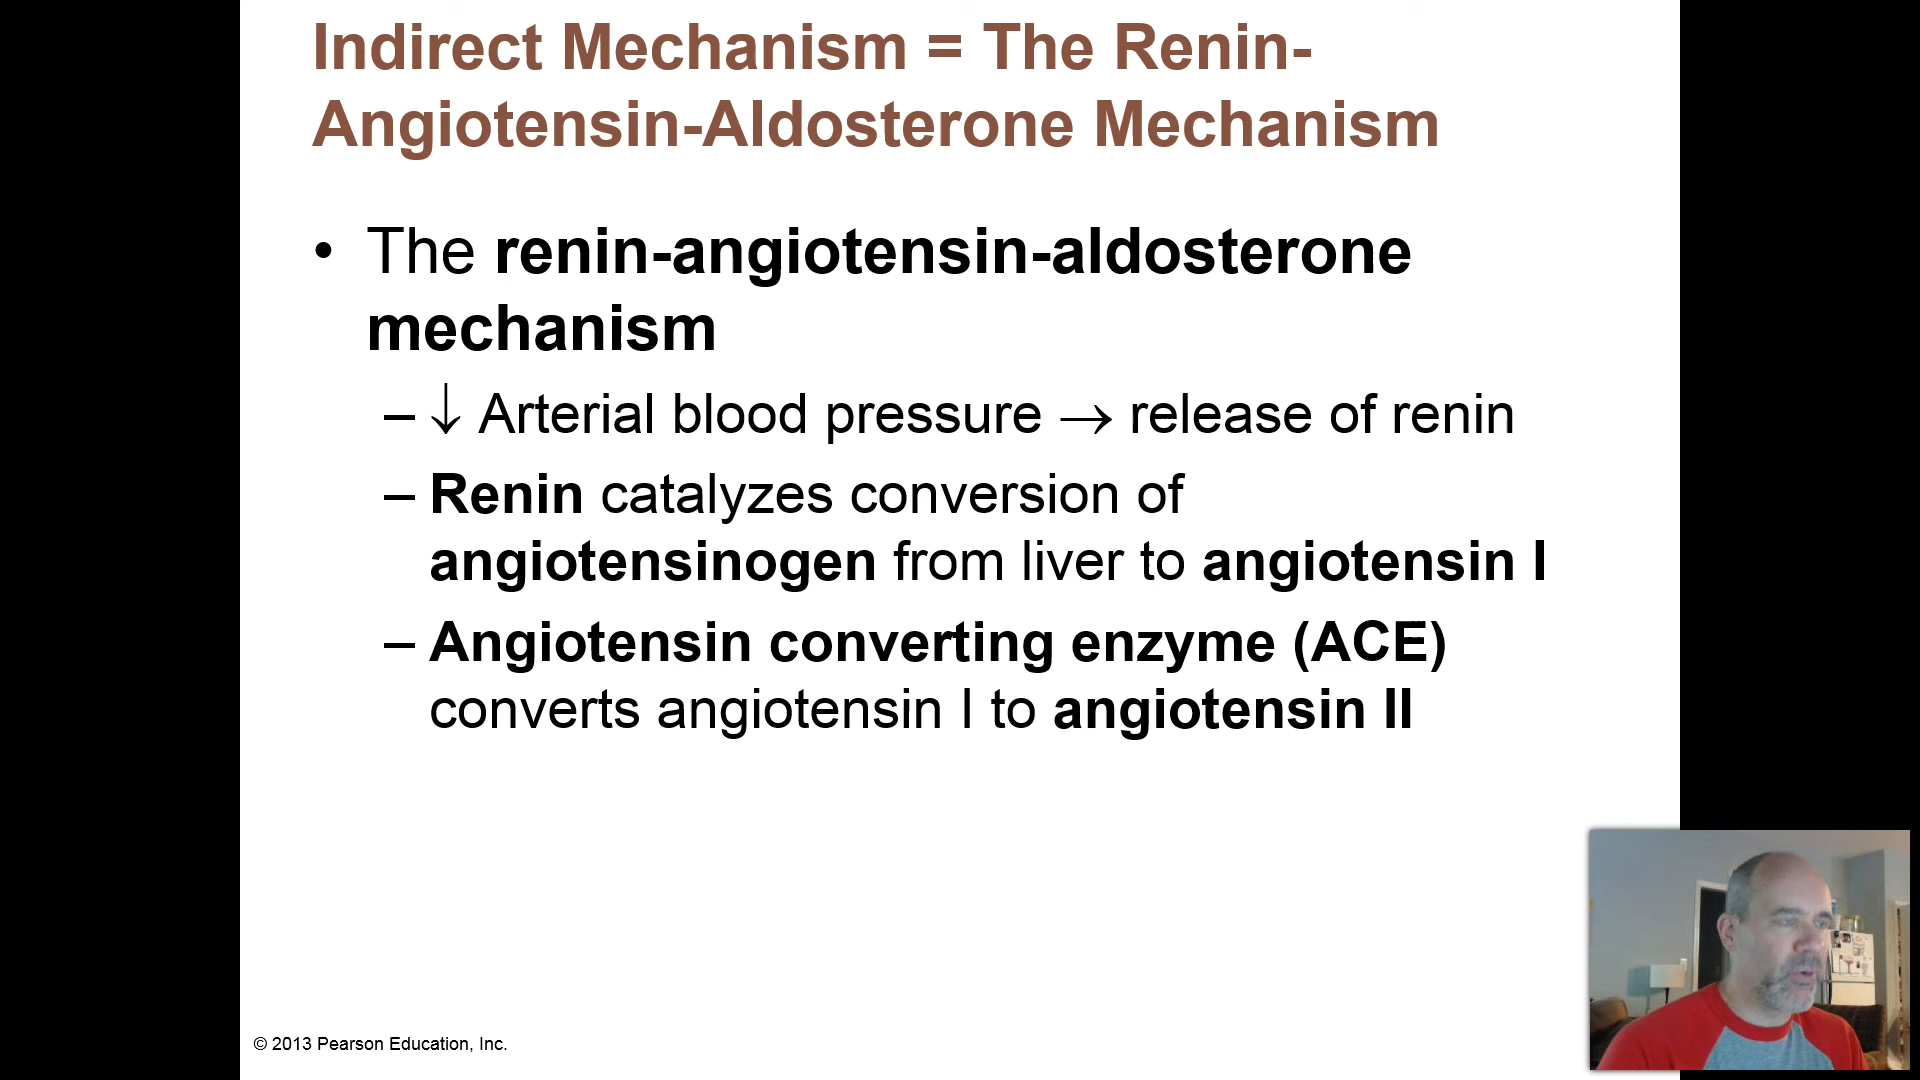 Indirect Mechanism = The Renin-
Angiotensin-Aldosterone Mechanism
• The renin-angiotensin-aldosterone
mechanism
– ↓ Arterial blood pressure → release of renin
– Renin catalyzes conversion of
angiotensinogen from liver to angiotensin I
– Angiotensin converting enzyme (ACE)
converts angiotensin I to angiotensin II
© 2013 Pearson Education, Inc.